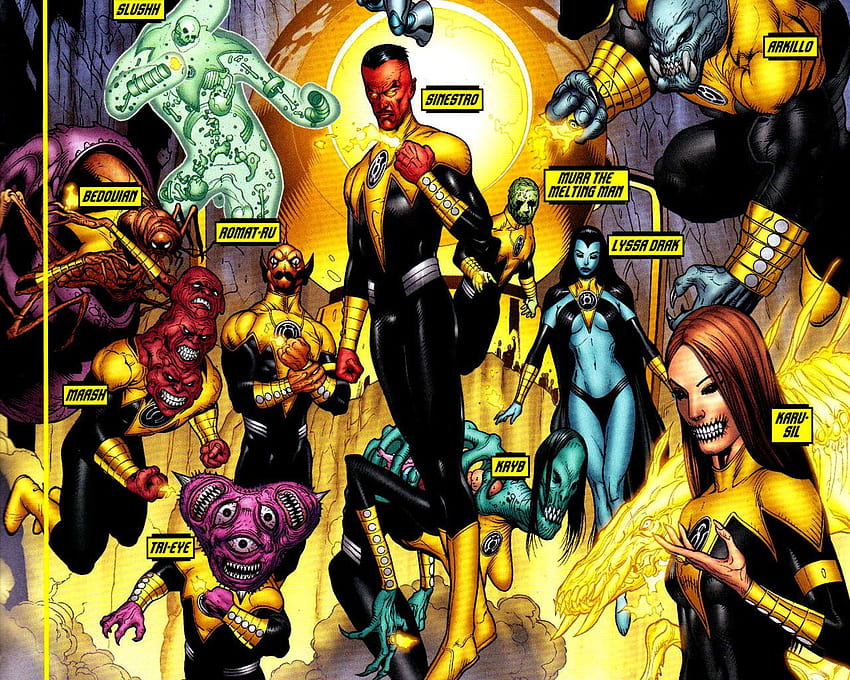 SLUSHH
ARKILLO
SINESTRO
BEDOVIAN
MURR THE
MELTING MAN
ROMAT-RU
LYSSA DRAK
MARSH
KARU-
SIL
KRYB
TRI-EYE